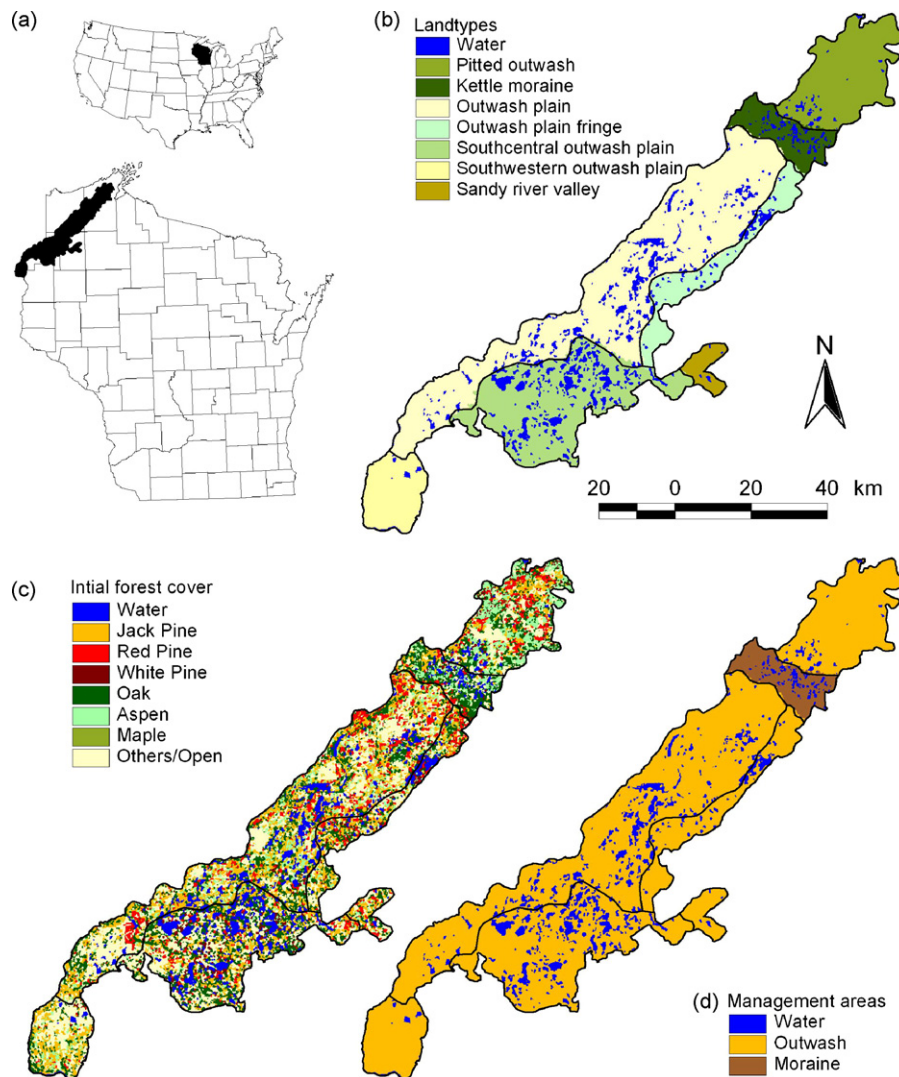 (a)
(b)
Landtypes
Water
Pitted outwash
Kettle moraine
Outwash plain
Outwash plain fringe
Southcentral outwash plain
Southwestern outwash plain
Sandy river valley
N
20 0 20 40 km
(c)
Intial forest cover
Water
Jack Pine
Red Pine
White Pine
Oak
Aspen
Maple
Others/Open
(d) Management areas
Water
Outwash
Moraine